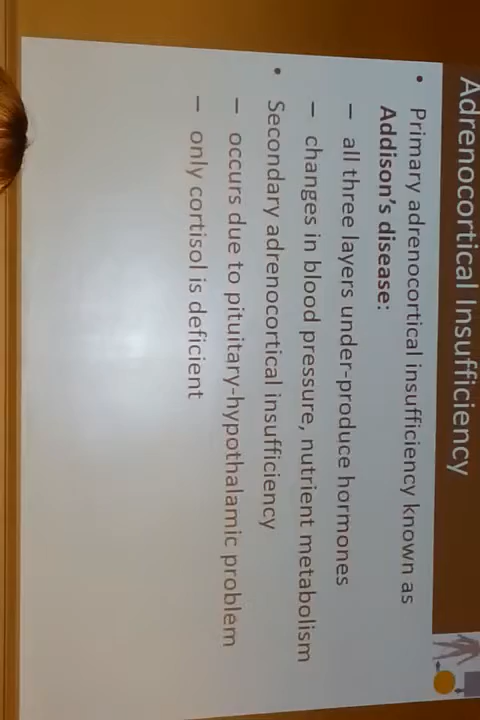 Adrenocortical Insufficiency
• Primary adrenocortical insufficiency known as
Addison's disease:
– all three layers under-produce hormones
– changes in blood pressure, nutrient metabolism
• Secondary adrenocortical insufficiency
– occurs due to pituitary-hypothalamic problem
– only cortisol is deficient